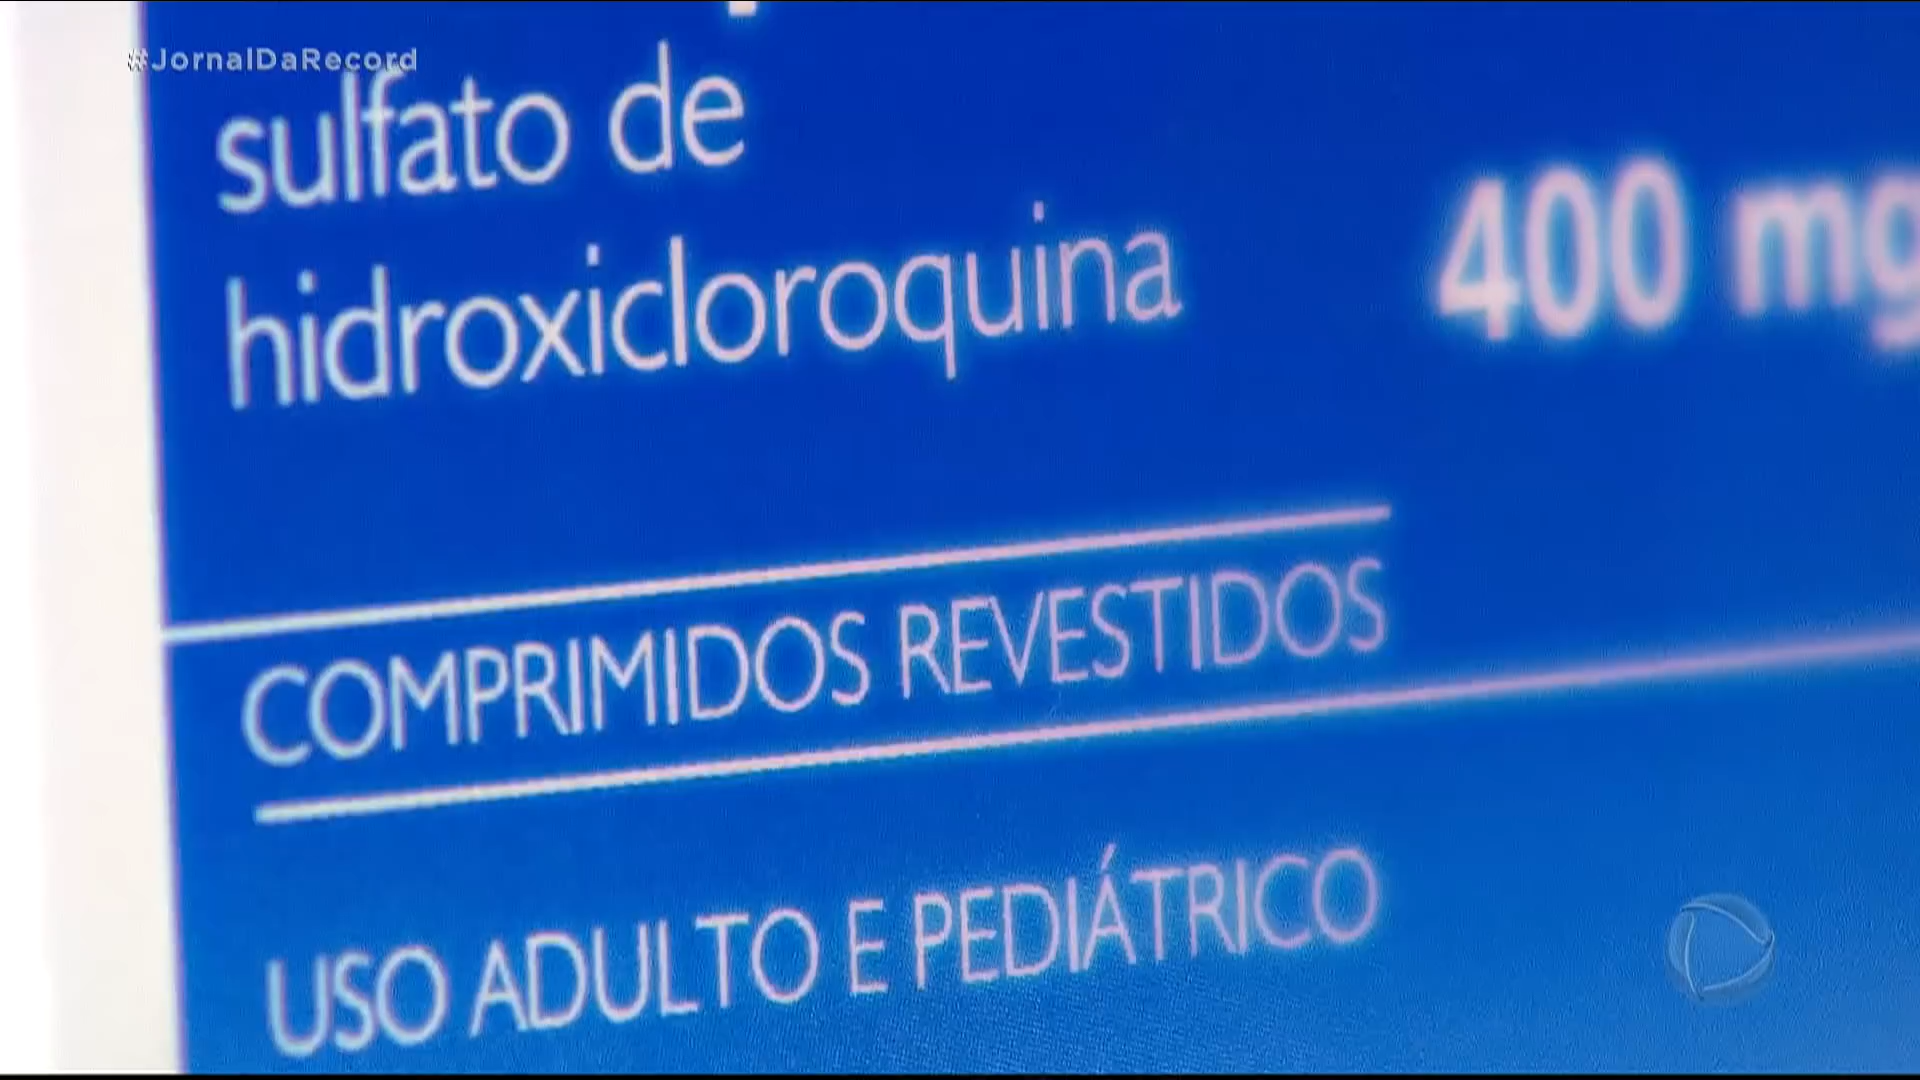 #JornalDaRecord
sulfato de
hidroxicloroquina
400 mg
COMPRIMIDOS REVESTIDOS
USO ADULTO E PEDIÁTRICO